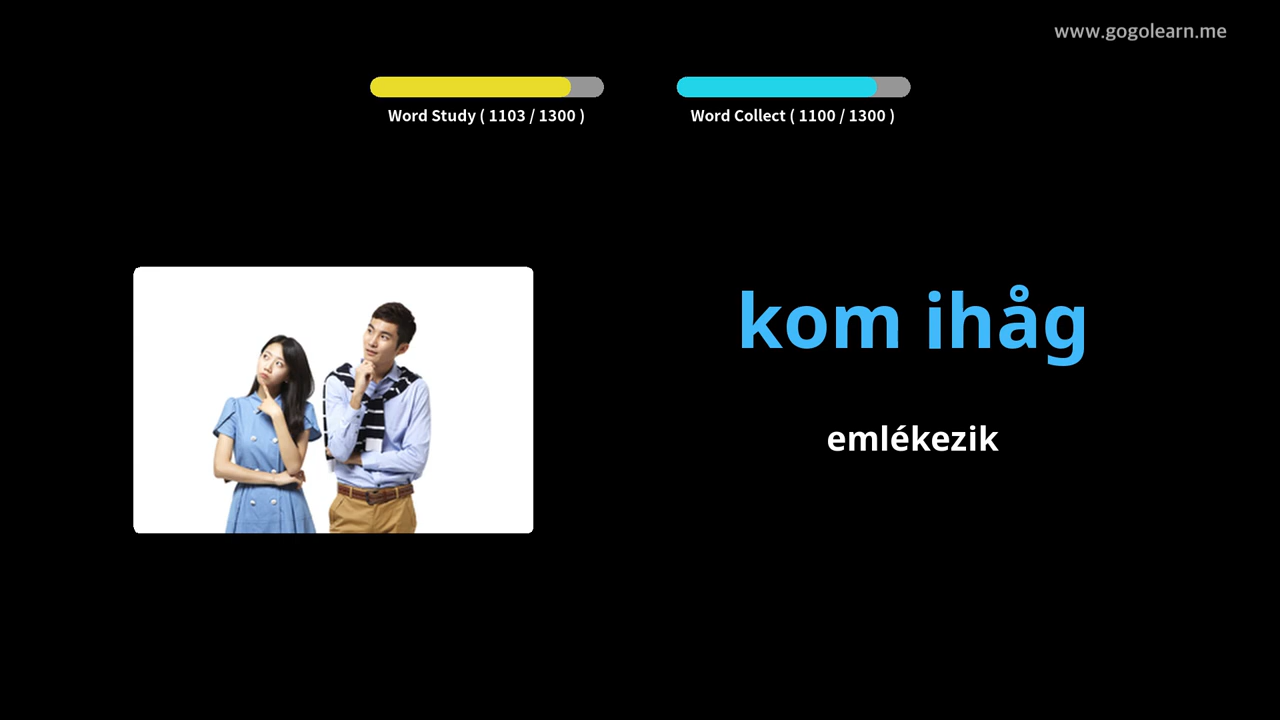 www.gogolearn.me
Word Study ( 1103 / 1300 )
Word Collect ( 1100 / 1300 )
kom ihåg
emlékezik